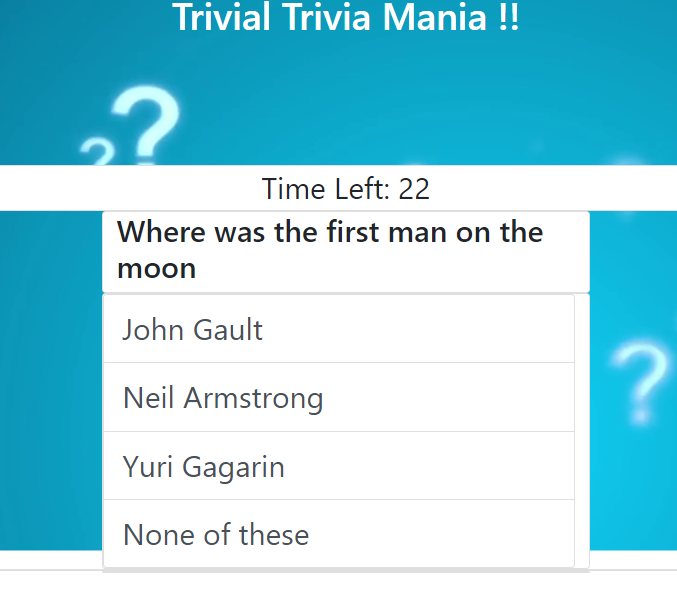 Trivial Trivia Mania !!
Time Left: 22
Where was the first man on the
moon
John Gault
Neil Armstrong
Yuri Gagarin
None of these